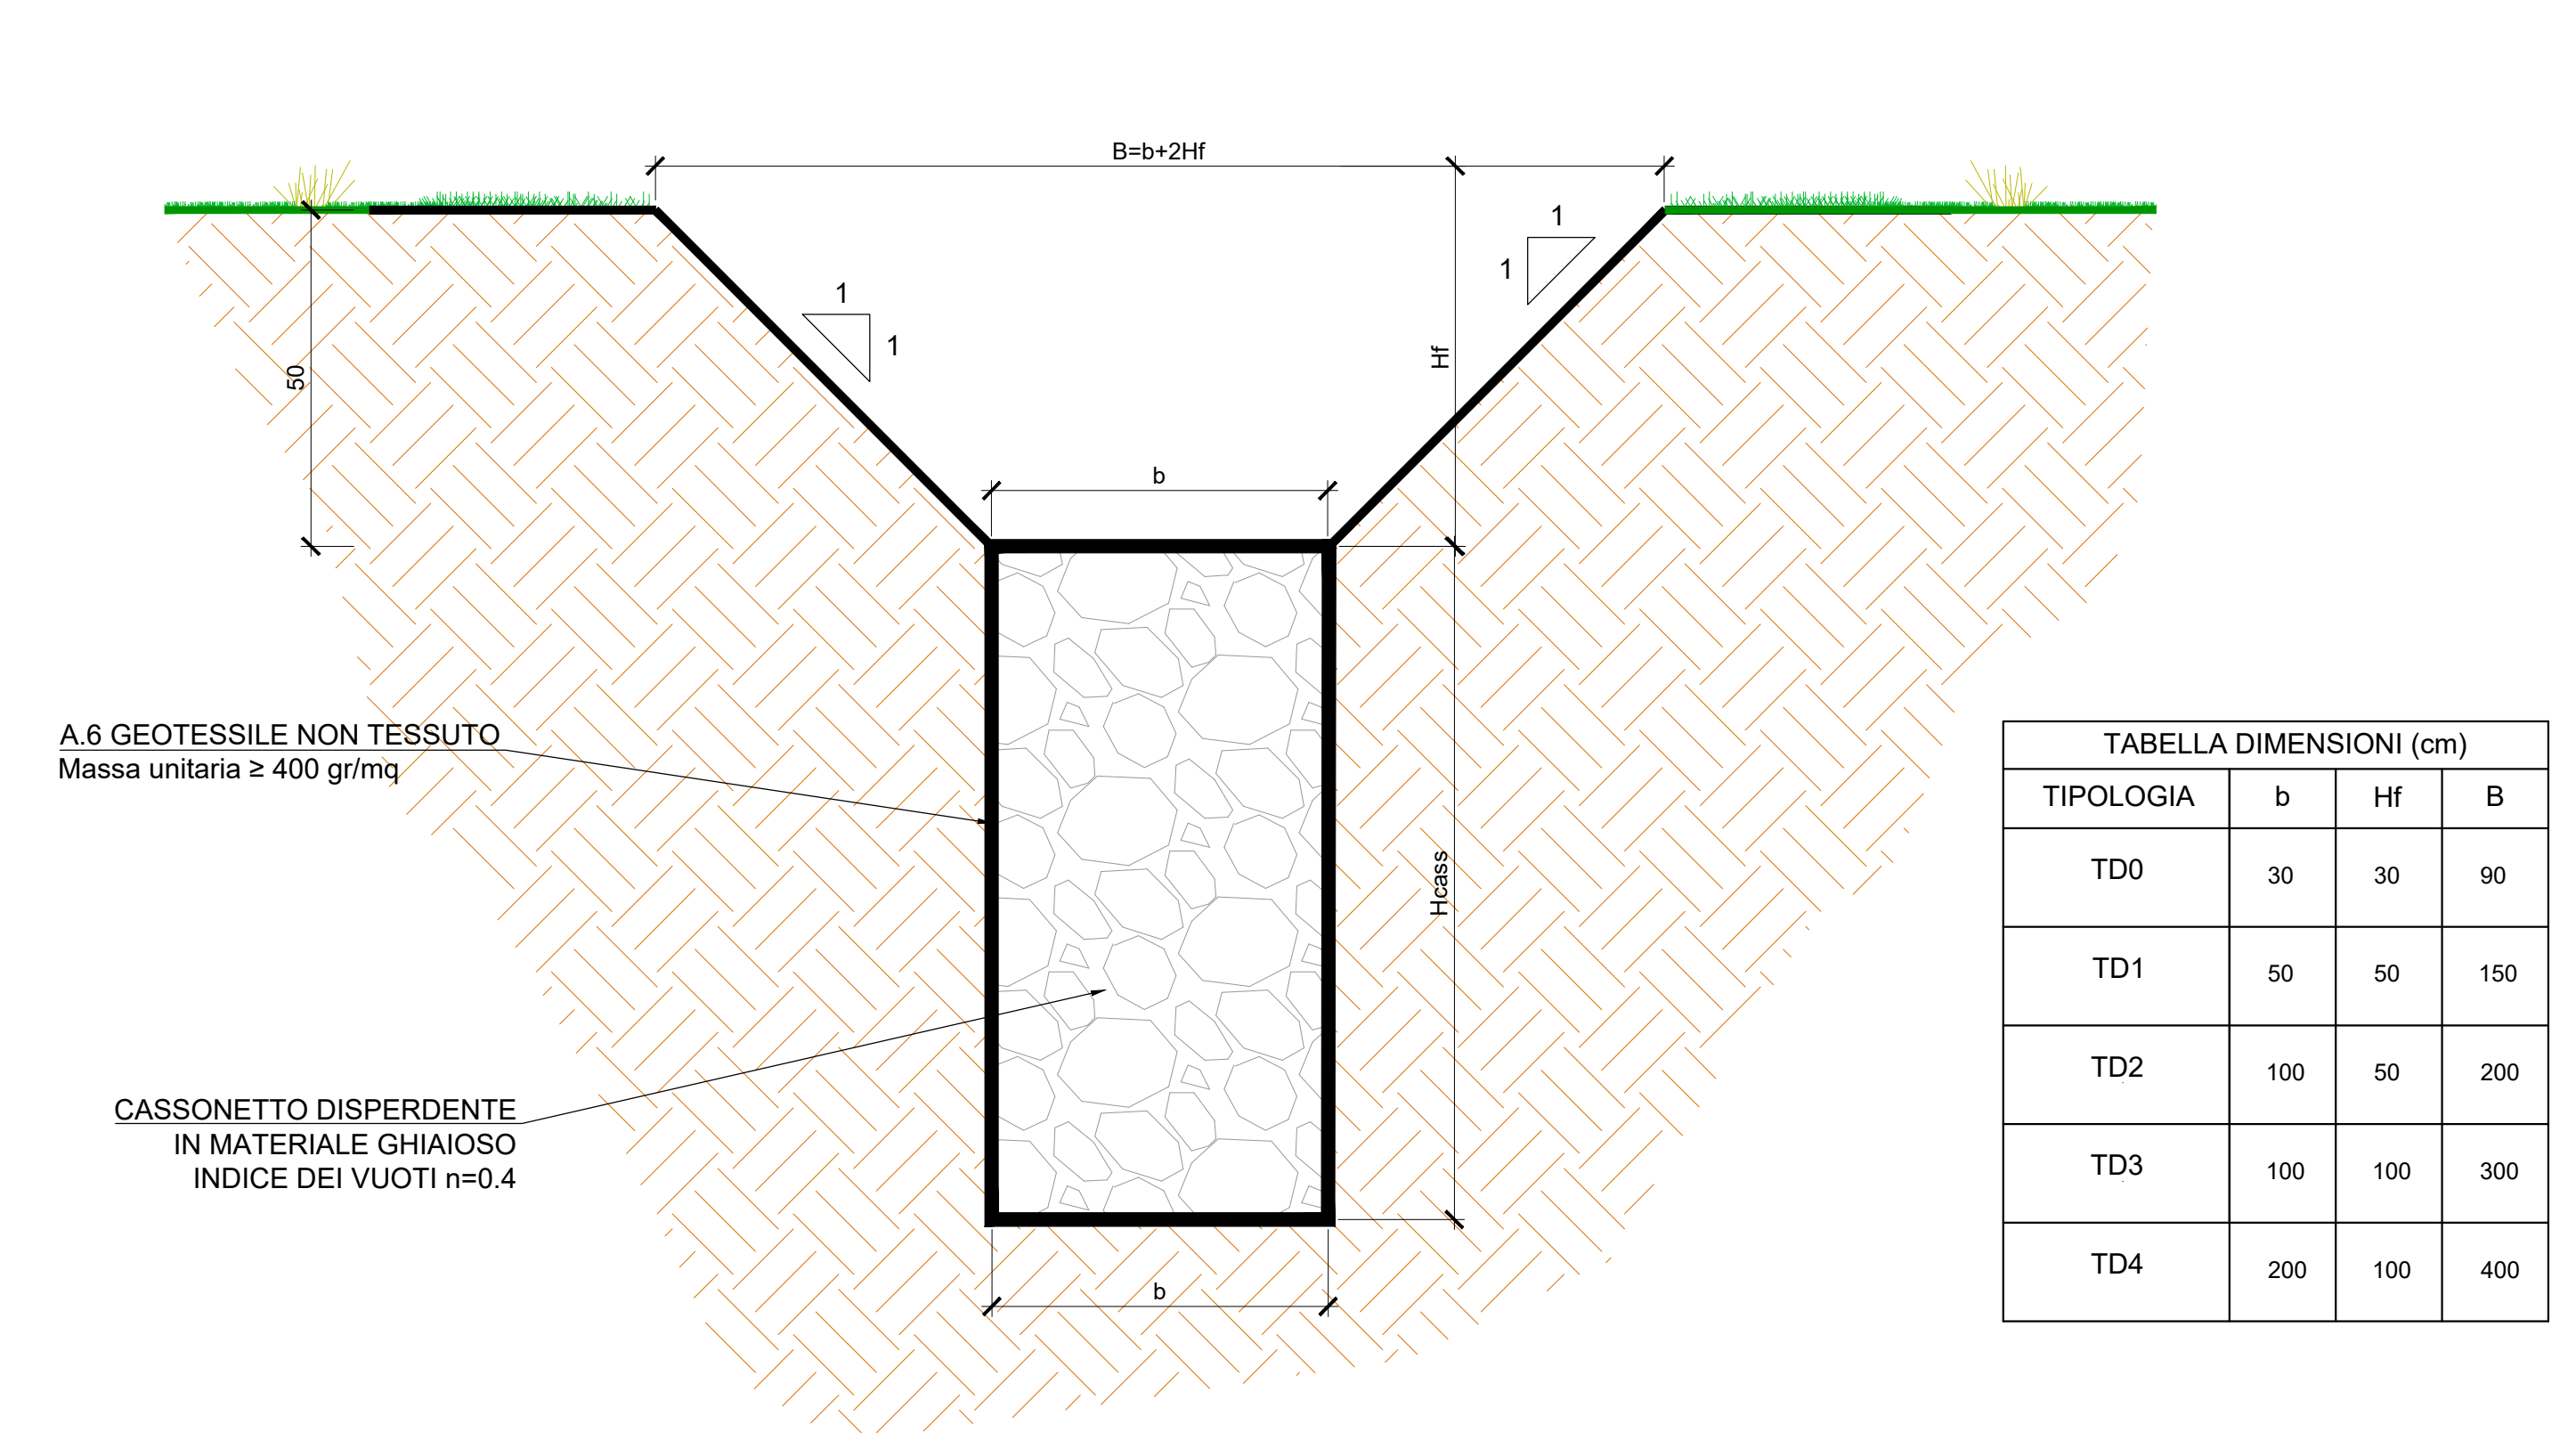 B=b+2Hf
1
1
1
1
50
Hf
b
A.6 GEOTESSILE NON TESSUTO
Massa unitaria ≥ 400 gr/mq
Hcass
CASSONETTO DISPERDENTE
IN MATERIALE GHIAIOSO
INDICE DEI VUOTI n=0.4
b
TABELLA DIMENSIONI (cm)
TIPOLOGIA b Hf B
TD0 30 30 90
TD1 50 50 150
TD2 100 50 200
TD3 100 100 300
TD4 200 100 400